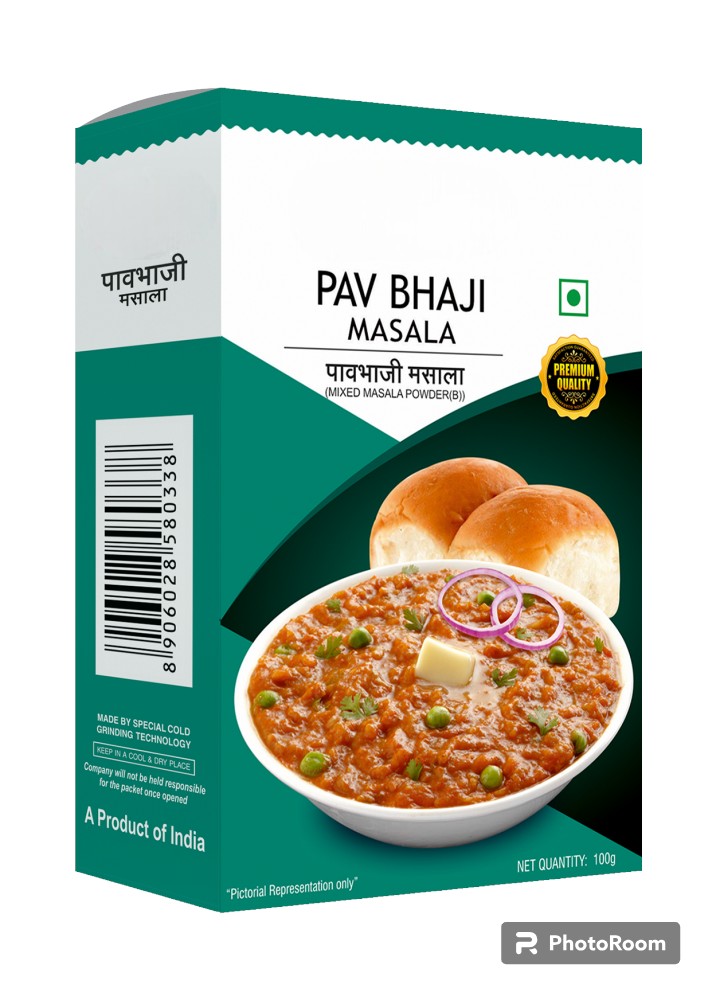 पावभाजी
मसाला
8 906028 580338
MADE BY SPECIAL COLD
GRINDING TECHNOLOGY
KEEP IN A COOL & DRY PLACE
Company will not be held responsible
for the packet once opened
A Product of India
PAV BHAJI
MASALA
पावभाजी मसाला
(MIXED MASALA POWDER(B))
PREMIUM
QUALITY
NET QUANTITY: 100g
"Pictorial Representation only"
PhotoRoom